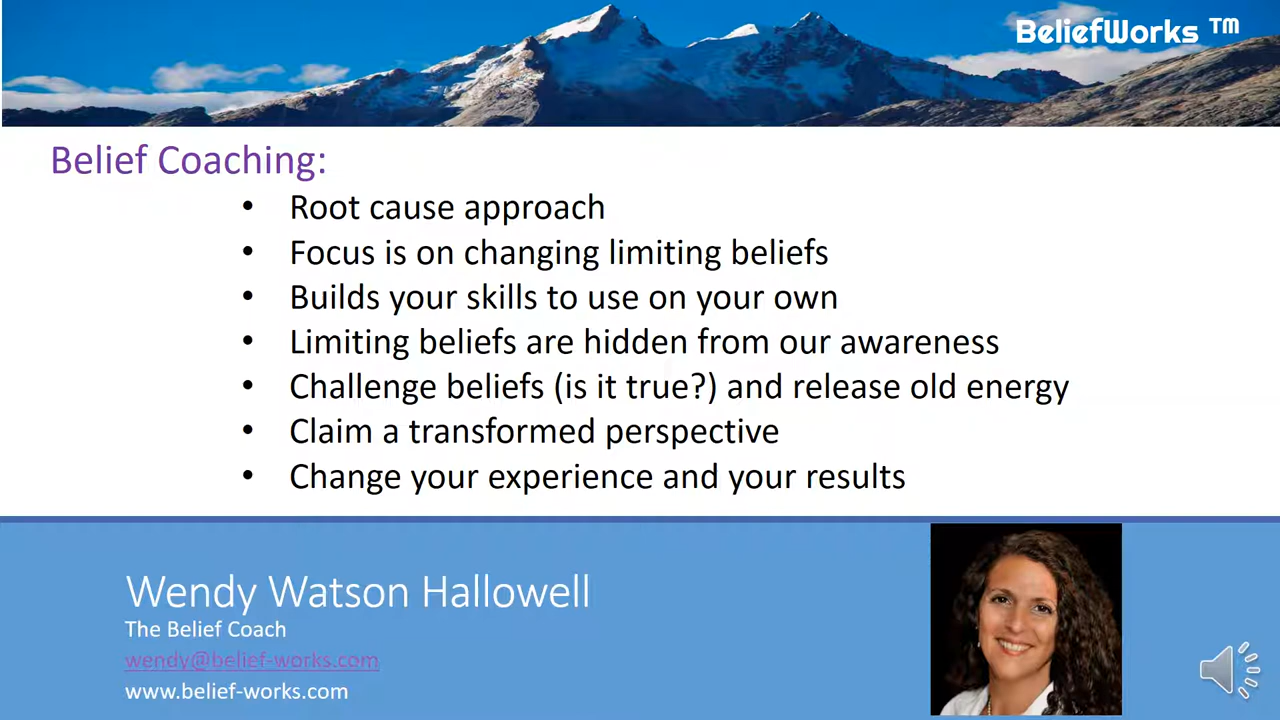 BeliefWorks ™
Belief Coaching:
• Root cause approach
• Focus is on changing limiting beliefs
• Builds your skills to use on your own
• Limiting beliefs are hidden from our awareness
• Challenge beliefs (is it true?) and release old energy
• Claim a transformed perspective
• Change your experience and your results
Wendy Watson Hallowell
The Belief Coach
wendy@belief-works.com
www.belief-works.com